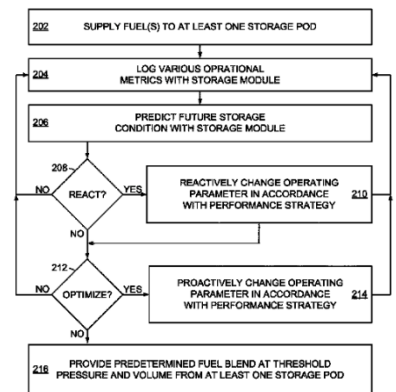 202 SUPPLY FUEL(S) TO AT LEAST ONE STORAGE POD
204 LOG VARIOUS OPRATIONAL
METRICS WITH STORAGE MODULE
206 PREDICT FUTURE STORAGE
CONDITION WITH STORAGE MODULE
208
NO REACT? YES
REACTIVELY CHANGE OPERATING
PARAMETER IN ACCORDANCE 210
WITH PERFORMANCE STRATEGY
NO
212
NO OPTIMIZE? YES
PROACTIVELY CHANGE OPERATING
PARAMETER IN ACCORDANCE 214
WITH PERFORMANCE STRATEGY
NO
216 PROVIDE PREDETERMINED FUEL BLEND AT THRESHOLD
PRESSURE AND VOLUME FROM AT LEAST ONE STORAGE POD